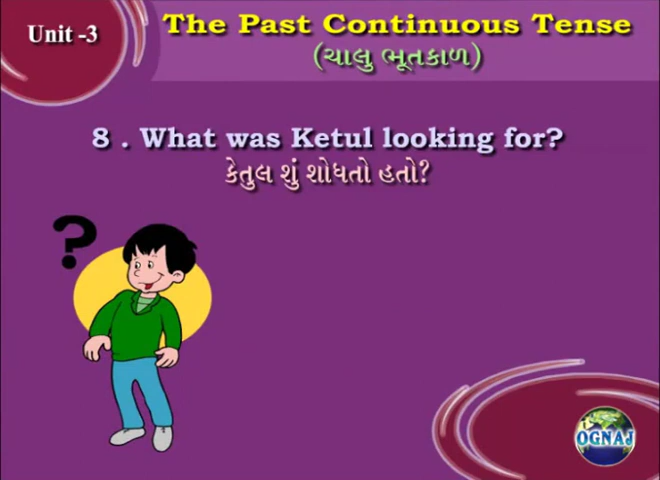 Unit -3
The Past Continuous Tense
(ચાલુ ભૂતકાળ)
8 . What was Ketul looking for?
કેતુલ શું શોધતો હતો?
?
OGNAJ